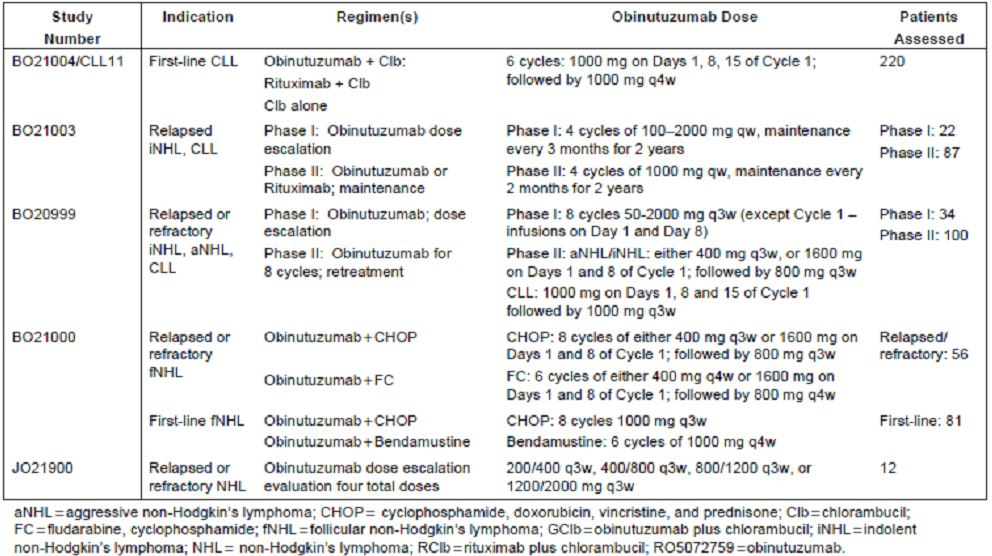 Study Number | Indication | Regimen(s) | Obinutuzumab Dose | Patients Assessed
BO21004/CLL11 | First-line CLL | Obinutuzumab + Clb: | 6 cycles: 1000 mg on Days 1, 8, 15 of Cycle 1; | 220
Rituximab + Clb | followed by 1000 mg q4w
Clb alone
BO21003 | Relapsed | Phase I: Obinutuzumab dose | Phase I: 4 cycles of 100–2000 mg qw, maintenance | Phase I: 22
iNHL, CLL | escalation | every 3 months for 2 years | Phase II: 87
Phase II: Obinutuzumab or | Phase II: 4 cycles of 1000 mg qw, maintenance every
Rituximab; maintenance | 2 months for 2 years
BO20999 | Relapsed or | Phase I: Obinutuzumab; dose | Phase I: 8 cycles 50-2000 mg q3w (except Cycle 1 – | Phase I: 34
refractory | escalation | infusions on Day 1 and Day 8) | Phase II: 100
iNHL, aNHL, | Phase II: Obinutuzumab for | Phase II: aNHL/iNHL: either 400 mg q3w, or 1600 mg
CLL | 8 cycles; retreatment | on Days 1 and 8 of Cycle 1; followed by 800 mg q3w
CLL: 1000 mg on Days 1, 8 and 15 of Cycle 1
followed by 1000 mg q3w
BO21000 | Relapsed or | Obinutuzumab+CHOP | CHOP: 8 cycles of either 400 mg q3w or 1600 mg on | Relapsed/
refractory | Days 1 and 8 of Cycle 1; followed by 800 mg q3w | refractory: 56
fNHL | Obinutuzumab+FC | FC: 6 cycles of either 400 mg q4w or 1600 mg on
Days 1 and 8 of Cycle 1; followed by 800 mg q4w
First-line fNHL | Obinutuzumab+CHOP | CHOP: 8 cycles 1000 mg q3w | First-line: 81
Obinutuzumab+Bendamustine | Bendamustine: 6 cycles of 1000 mg q4w
JO21900 | Relapsed or | Obinutuzumab dose escalation | 200/400 q3w, 400/800 q3w, 800/1200 q3w, or | 12
refractory NHL | evaluation four total doses | 1200/2000 mg q3w
aNHL=aggressive non-Hodgkin's lymphoma; CHOP= cyclophosphamide, doxorubicin, vincristine, and prednisone; Clb=chlorambucil;
FC=fludarabine, cyclophosphamide; fNHL=follicular non-Hodgkin's lymphoma; GClb=obinutuzumab plus chlorambucil; iNHL=indolent
non-Hodgkin's lymphoma; NHL= non-Hodgkin's lymphoma; RClb=rituximab plus chlorambucil; RO5072759=obinutuzumab.